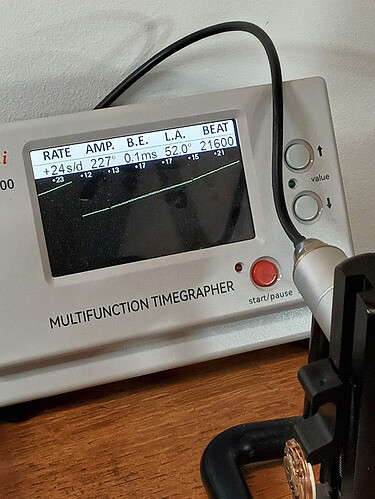 RATE AMP. B.E. L.A. BEAT
+24s/d 227° 0.1ms 52.0° 21600
+23 +12 +13 +17 +17 +15 +21
i
00
value
start/pause
MULTIFUNCTION TIMEGRAPHER